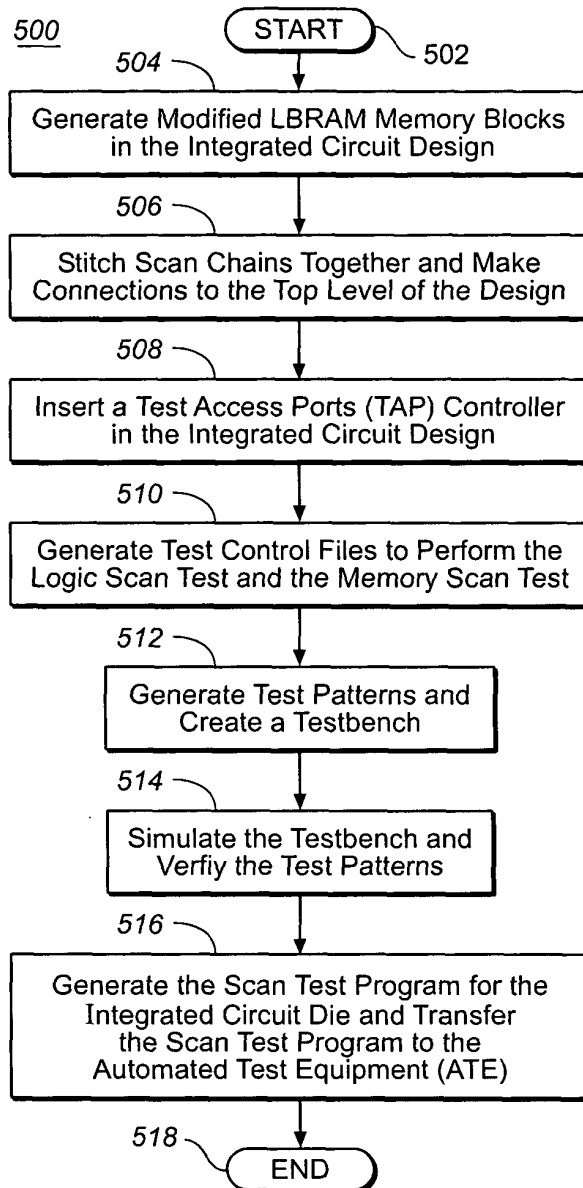 500
START
502
504
Generate Modified LBRAM Memory Blocks
in the Integrated Circuit Design
506
Stitch Scan Chains Together and Make
Connections to the Top Level of the Design
508
Insert a Test Access Ports (TAP) Controller
in the Integrated Circuit Design
510
Generate Test Control Files to Perform the
Logic Scan Test and the Memory Scan Test
512
Generate Test Patterns and
Create a Testbench
514
Simulate the Testbench and
Verfiy the Test Patterns
516
Generate the Scan Test Program for the
Integrated Circuit Die and Transfer
the Scan Test Program to the
Automated Test Equipment (ATE)
518
END